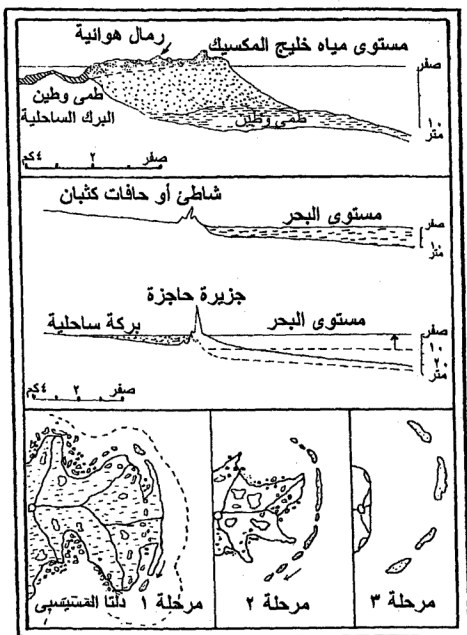 رمال هوائية
مستوى مياه خليج المكسيك
صفر
طمى وطين
البرك الساحلية
طمى وطين
١٠
متر
٤كم ٢ صفر
شاطئ أو حافات كثبان
مستوى البحر
صفر
١٠
متر
جزيرة حاجزة
بركة ساحلية
مستوى البحر
صفر
١٠
٢٠
متر
٤كم ٢ صفر
دلتا المسيسبى
مرحلة ١
مرحلة ٢
مرحلة ٣